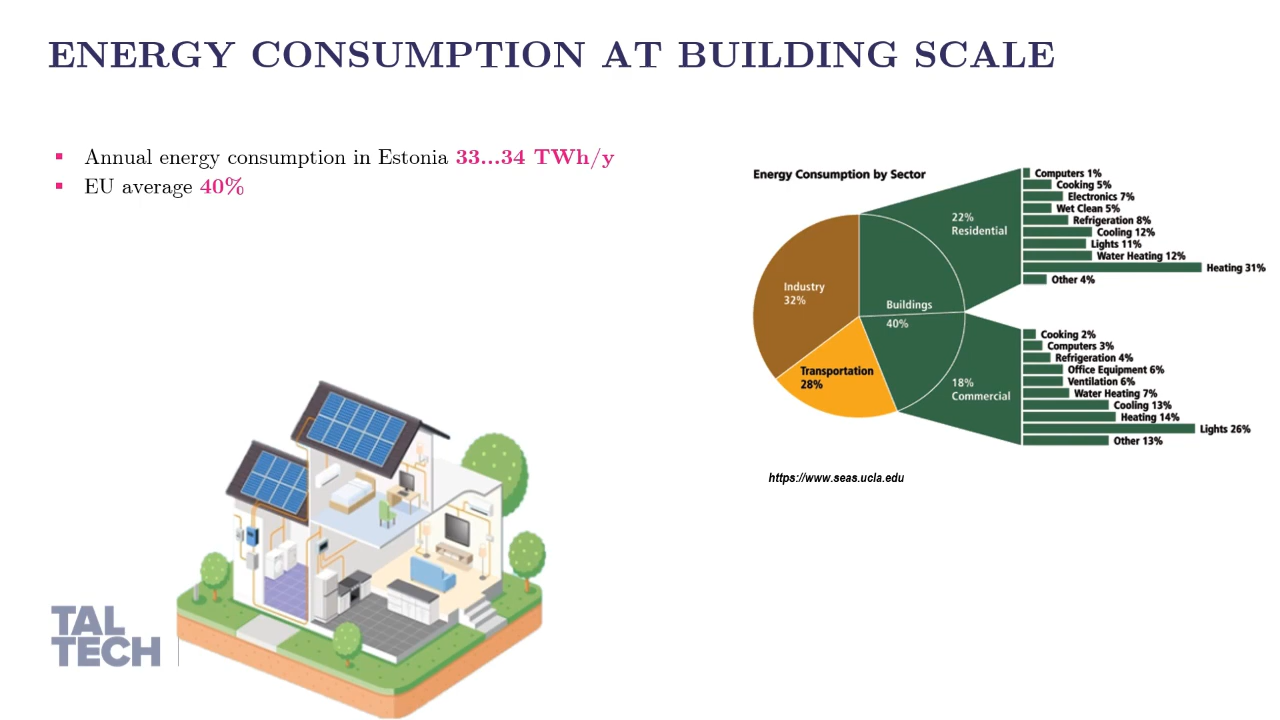 ENERGY CONSUMPTION AT BUILDING SCALE
▪ Annual energy consumption in Estonia 33...34 TWh/y
▪ EU average 40%
Energy Consumption by Sector
Industry
32%
Transportation
28%
Buildings
40%
22%
Residential
18%
Commercial
Computers 1%
Cooking 5%
Electronics 7%
Wet Clean 5%
Refrigeration 8%
Cooling 12%
Lights 11%
Water Heating 12%
Heating 31%
Other 4%
Cooking 2%
Computers 3%
Refrigeration 4%
Office Equipment 6%
Ventilation 6%
Water Heating 7%
Cooling 13%
Heating 14%
Lights 26%
Other 13%
https://www.seas.ucla.edu
TAL
TECH